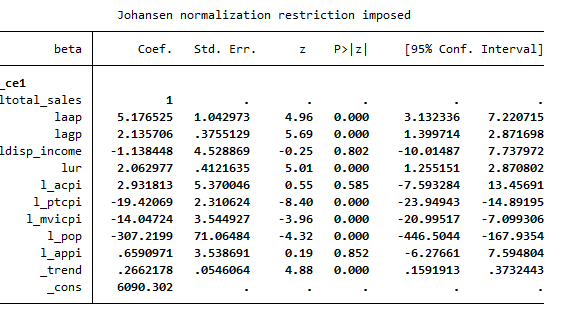 Johansen normalization restriction imposed
beta Coef. Std. Err. z P>|z| [95% Conf. Interval]
_ce1
ltotal_sales 1 . . . . .
laap 5.176525 1.042973 4.96 0.000 3.132336 7.220715
lagp 2.135706 .3755129 5.69 0.000 1.399714 2.871698
ldisp_income -1.138448 4.528869 -0.25 0.802 -10.01487 7.737972
lur 2.062977 .4121635 5.01 0.000 1.255151 2.870802
l_acpi 2.931813 5.370046 0.55 0.585 -7.593284 13.45691
l_ptcpi -19.42069 2.310624 -8.40 0.000 -23.94943 -14.89195
l_mvicpi -14.04724 3.544927 -3.96 0.000 -20.99517 -7.099306
l_pop -307.2199 71.06484 -4.32 0.000 -446.5044 -167.9354
l_appi .6590971 3.538691 0.19 0.852 -6.27661 7.594804
_trend .2662178 .0546064 4.88 0.000 .1591913 .3732443
_cons 6090.302 . . . . .